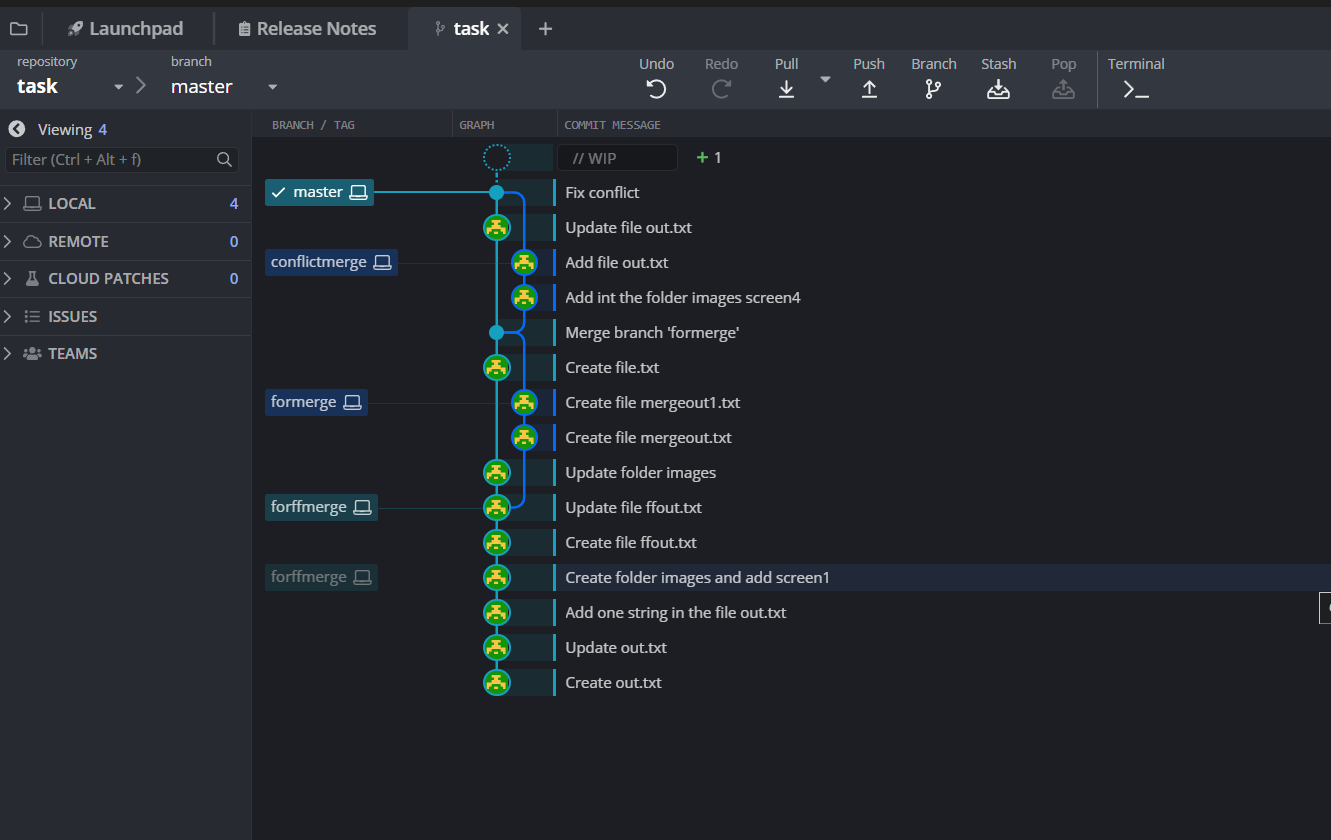 Launchpad Release Notes task
repository branch Undo Redo Pull Push Branch Stash Pop Terminal
task master
Viewing 4
BRANCH / TAG GRAPH COMMIT MESSAGE
Filter (Ctrl + Alt + f) // WIP 1
master Fix conflict
LOCAL 4
Update file out.txt
REMOTE 0
conflictmerge Add file out.txt
CLOUD PATCHES 0
Add int the folder images screen4
ISSUES
Merge branch 'formerge'
TEAMS
Create file.txt
formerge Create file mergeout1.txt
Create file mergeout.txt
Update folder images
forffmerge Update file ffout.txt
Create file ffout.txt
forffmerge Create folder images and add screen1
Add one string in the file out.txt
Update out.txt
Create out.txt